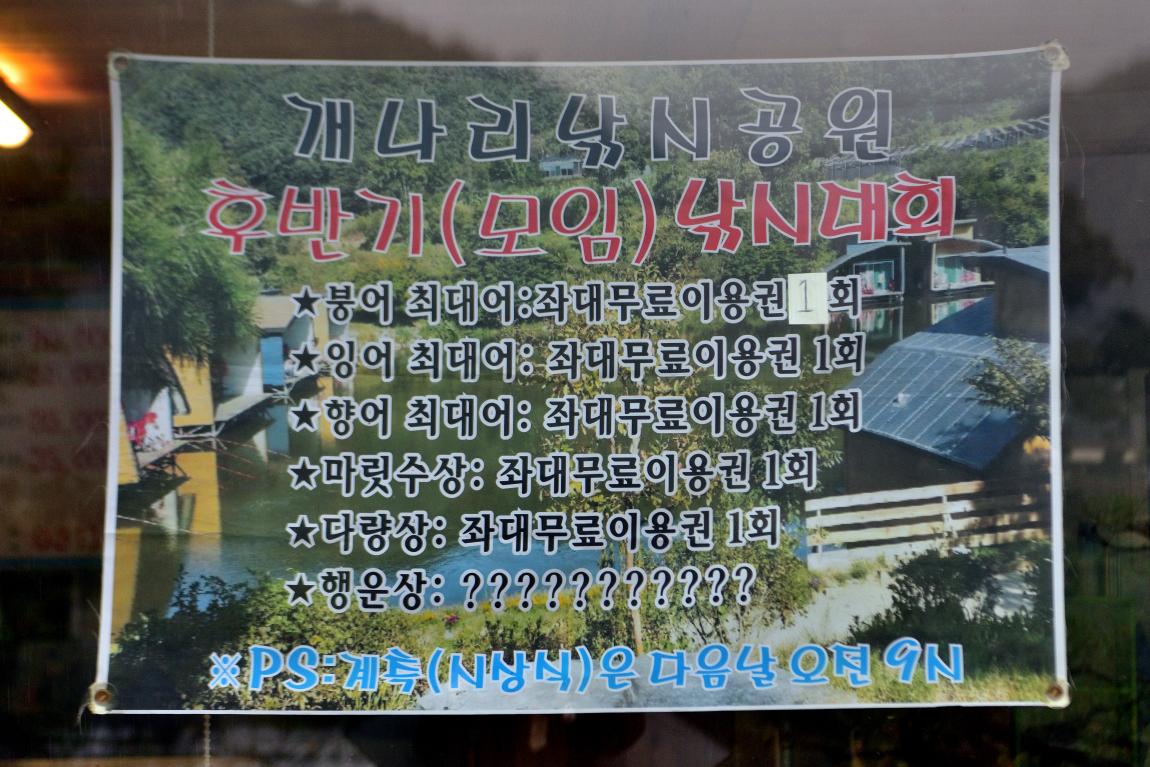 개나리낚시공원
후반기(모임)낚시대회
★붕어 최대어:좌대무료이용권 1 회
★잉어 최대어: 좌대무료이용권 1회
★향어 최대어: 좌대무료이용권 1회
★마릿수상: 좌대무료이용권 1회
★다량상: 좌대무료이용권 1회
★행운상: ???????????
※PS:계측(시상식)은 다음날 오전 9시